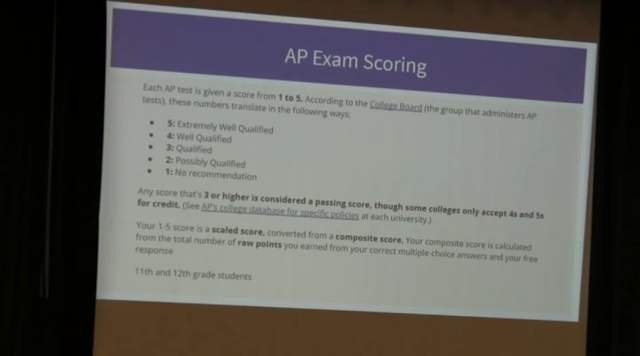 AP Exam Scoring
Each AP test is given a score from 1 to 5. According to the College Board (the group that administers AP
tests), these numbers translate in the following ways:
• 5: Extremely Well Qualified
• 4: Well Qualified
• 3: Qualified
• 2: Possibly Qualified
• 1: No recommendation
Any score that's 3 or higher is considered a passing score, though some colleges only accept 4s and 5s
for credit. (See AP's college database for specific policies at each university.)
Your 1-5 score is a scaled score, converted from a composite score. Your composite score is calculated
from the total number of raw points you earned from your correct multiple-choice answers and your free
response
11th and 12th grade students